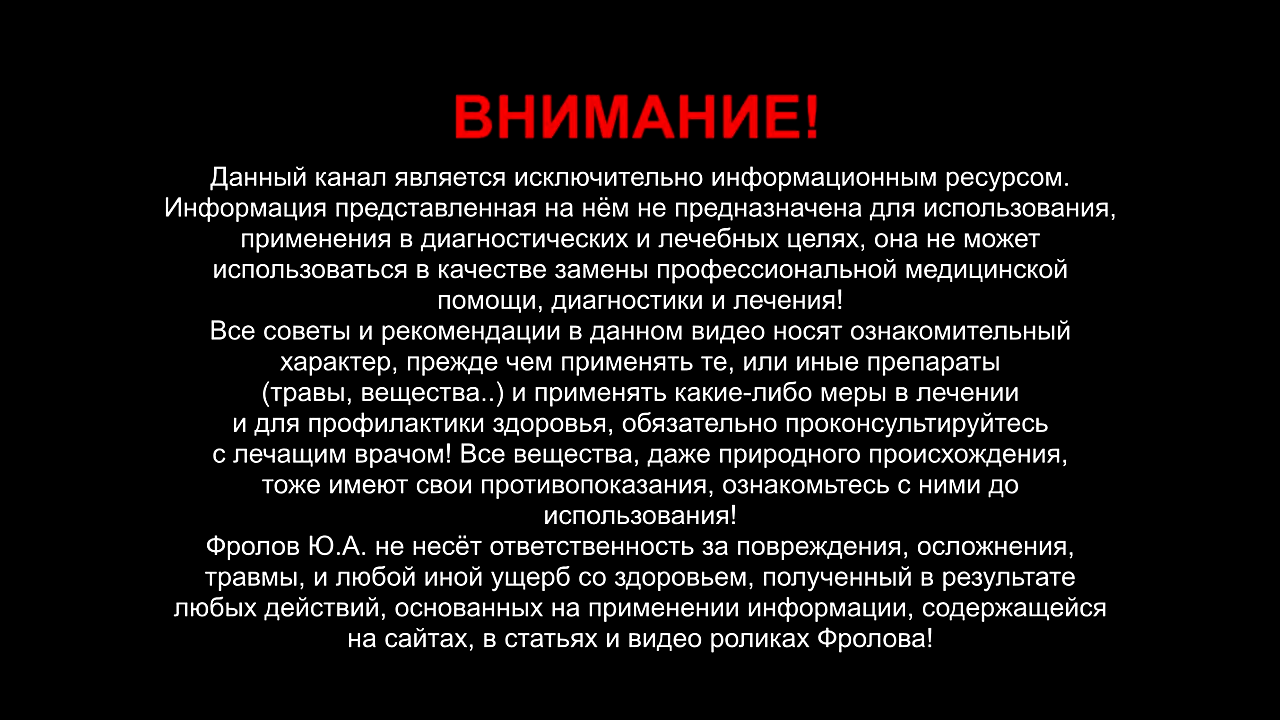 ВНИМАНИЕ!
Данный канал является исключительно информационным ресурсом.
Информация представленная на нём не предназначена для использования,
применения в диагностических и лечебных целях, она не может
использоваться в качестве замены профессиональной медицинской
помощи, диагностики и лечения!
Все советы и рекомендации в данном видео носят ознакомительный
характер, прежде чем применять те, или иные препараты
(травы, вещества..) и применять какие-либо меры в лечении
и для профилактики здоровья, обязательно проконсультируйтесь
с лечащим врачом! Все вещества, даже природного происхождения,
тоже имеют свои противопоказания, ознакомьтесь с ними до
использования!
Фролов Ю.А. не несёт ответственность за повреждения, осложнения,
травмы, и любой иной ущерб со здоровьем, полученный в результате
любых действий, основанных на применении информации, содержащейся
на сайтах, в статьях и видео роликах Фролова!